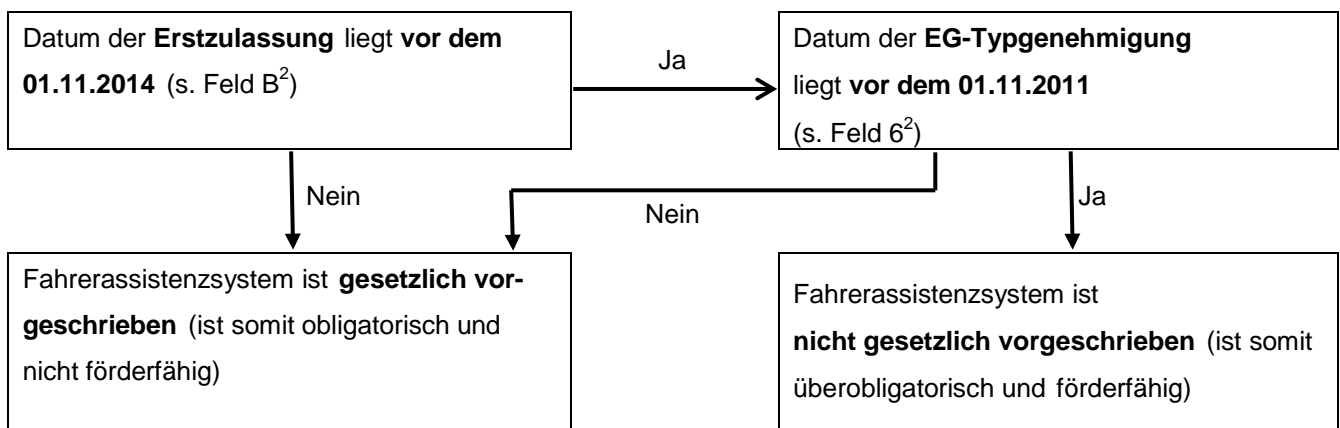 Datum der Erstzulassung liegt vor dem
01.11.2014 (s. Feld B²)
Ja
Datum der EG-Typgenehmigung
liegt vor dem 01.11.2011
(s. Feld 6²)
Nein
Nein
Ja
Fahrerassistenzsystem ist gesetzlich vor-
geschrieben (ist somit obligatorisch und
nicht förderfähig)
Fahrerassistenzsystem ist
nicht gesetzlich vorgeschrieben (ist somit
überobligatorisch und förderfähig)